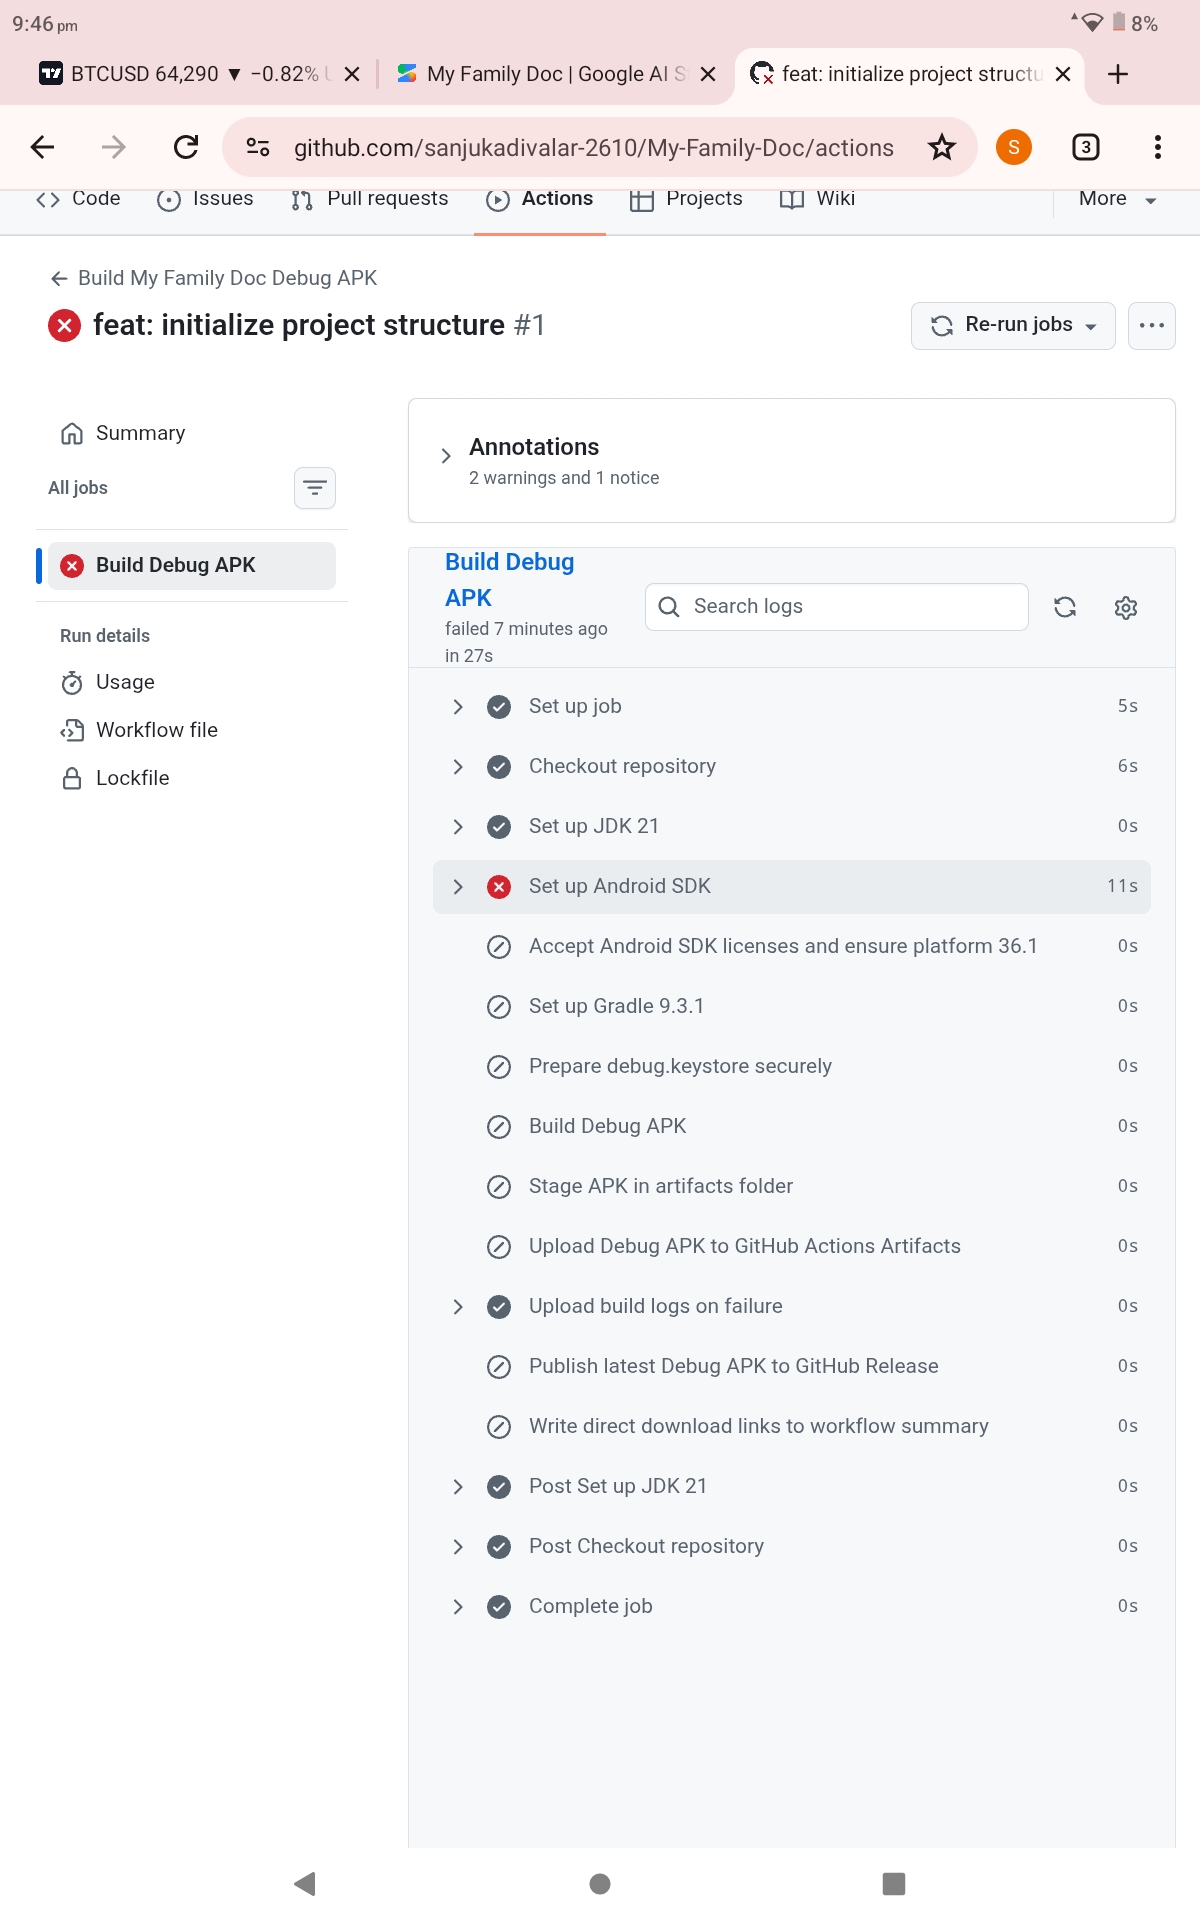 9:46 pm
8%
BTCUSD 64,290 ▼ −0.82%
My Family Doc | Google AI S
feat: initialize project structu
github.com/sanjukadivalar-2610/My-Family-Doc/actions
S
3
Code
Issues
Pull requests
Actions
Projects
Wiki
More
Build My Family Doc Debug APK
feat: initialize project structure #1
Re-run jobs
Summary
All jobs
Build Debug APK
Run details
Usage
Workflow file
Lockfile
Annotations
2 warnings and 1 notice
Build Debug
APK
failed 7 minutes ago
in 27s
Search logs
Set up job 5s
Checkout repository 6s
Set up JDK 21 0s
Set up Android SDK 11s
Accept Android SDK licenses and ensure platform 36.1 0s
Set up Gradle 9.3.1 0s
Prepare debug.keystore securely 0s
Build Debug APK 0s
Stage APK in artifacts folder 0s
Upload Debug APK to GitHub Actions Artifacts 0s
Upload build logs on failure 0s
Publish latest Debug APK to GitHub Release 0s
Write direct download links to workflow summary 0s
Post Set up JDK 21 0s
Post Checkout repository 0s
Complete job 0s